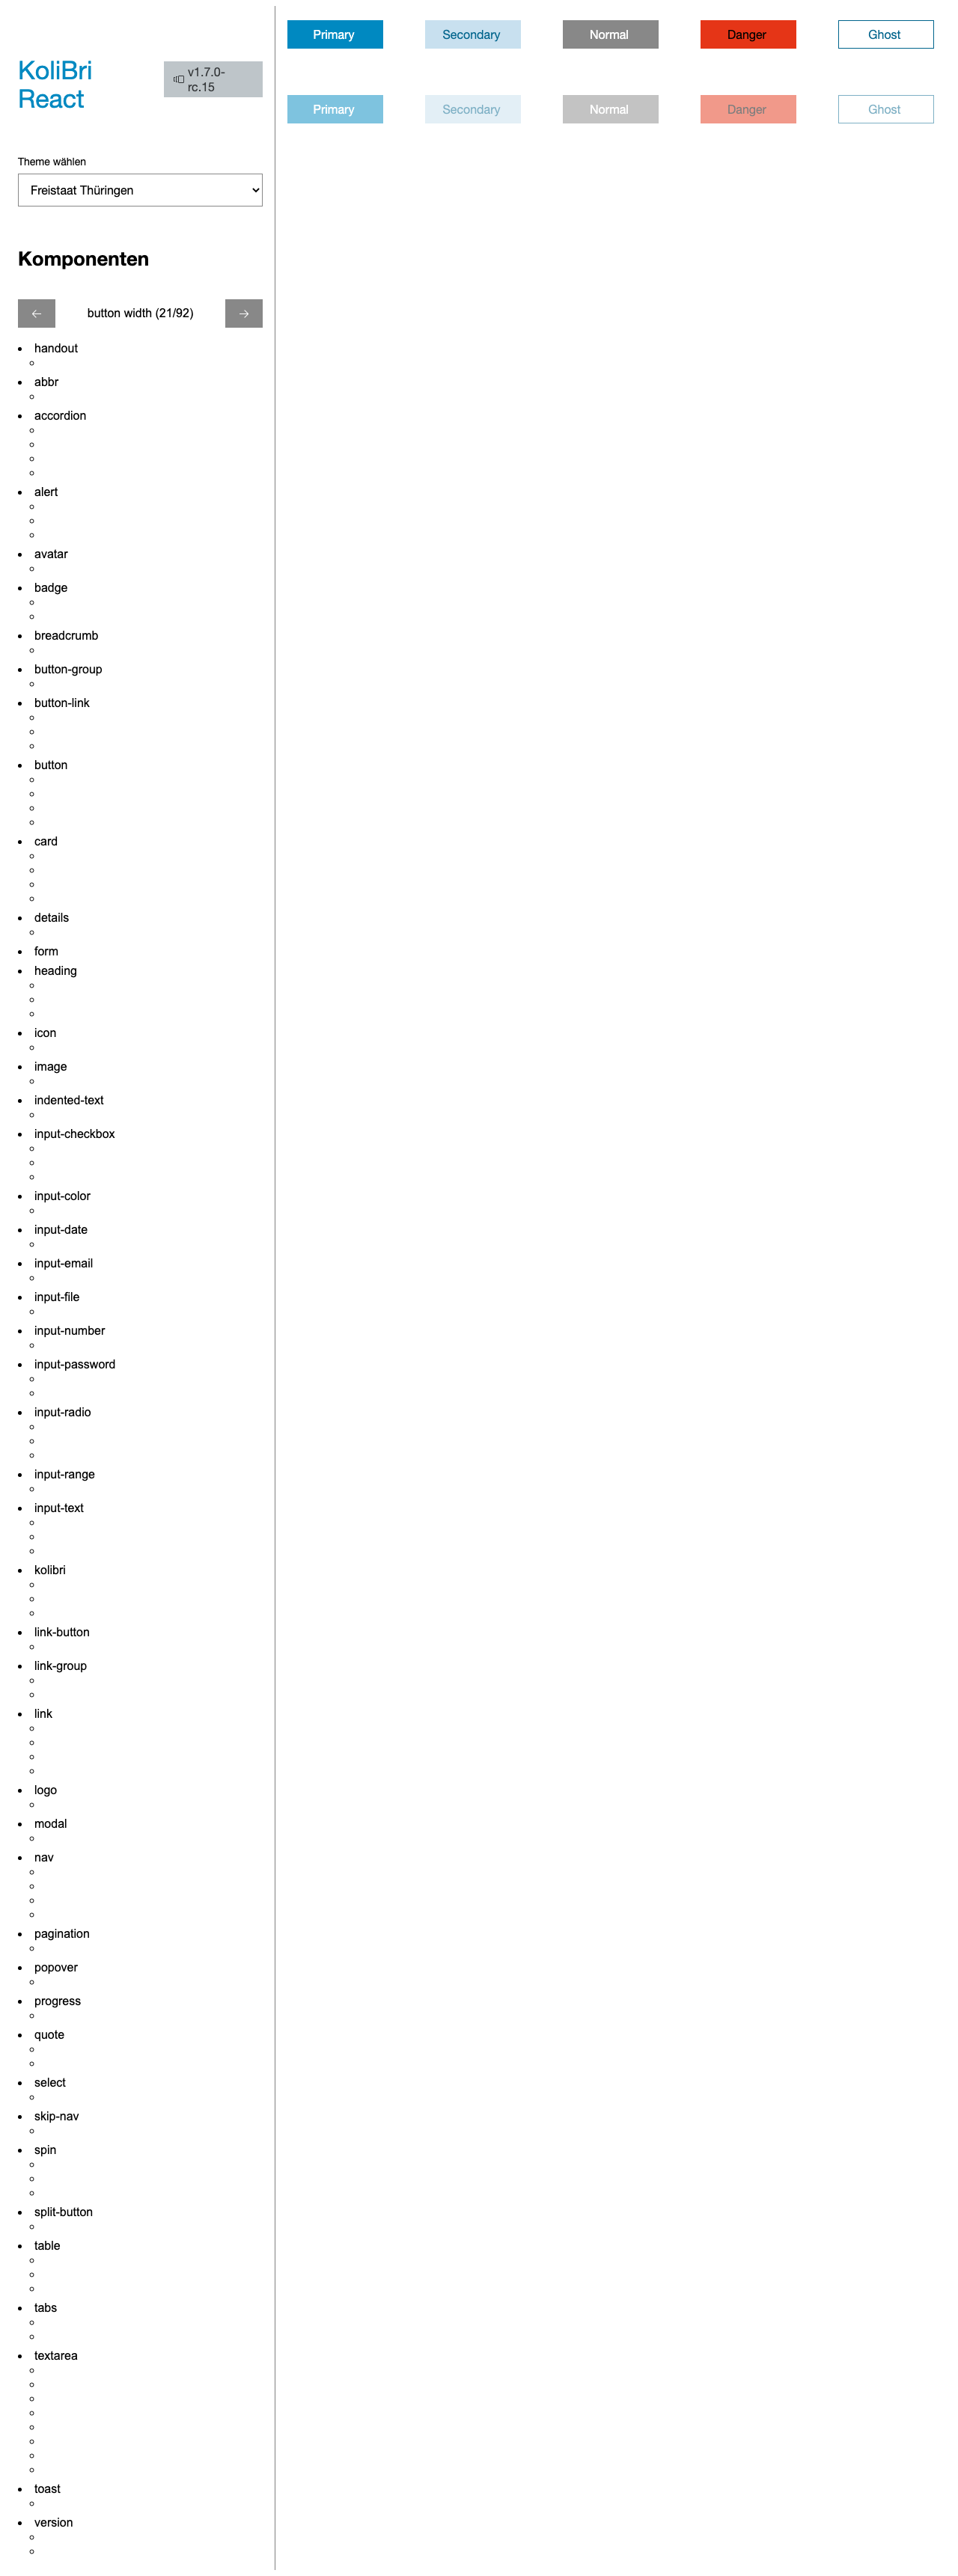 KoliBri
React
v1.7.0-
rc.15
Theme wählen
Freistaat Thüringen
Komponenten
button width (21/92)
handout
abbr
accordion
alert
avatar
badge
breadcrumb
button-group
button-link
button
card
details
form
heading
icon
image
indented-text
input-checkbox
input-color
input-date
input-email
input-file
input-number
input-password
input-radio
input-range
input-text
kolibri
link-button
link-group
link
logo
modal
nav
pagination
popover
progress
quote
select
skip-nav
spin
split-button
table
tabs
textarea
toast
version
Primary Secondary Normal Danger Ghost
Primary Secondary Normal Danger Ghost